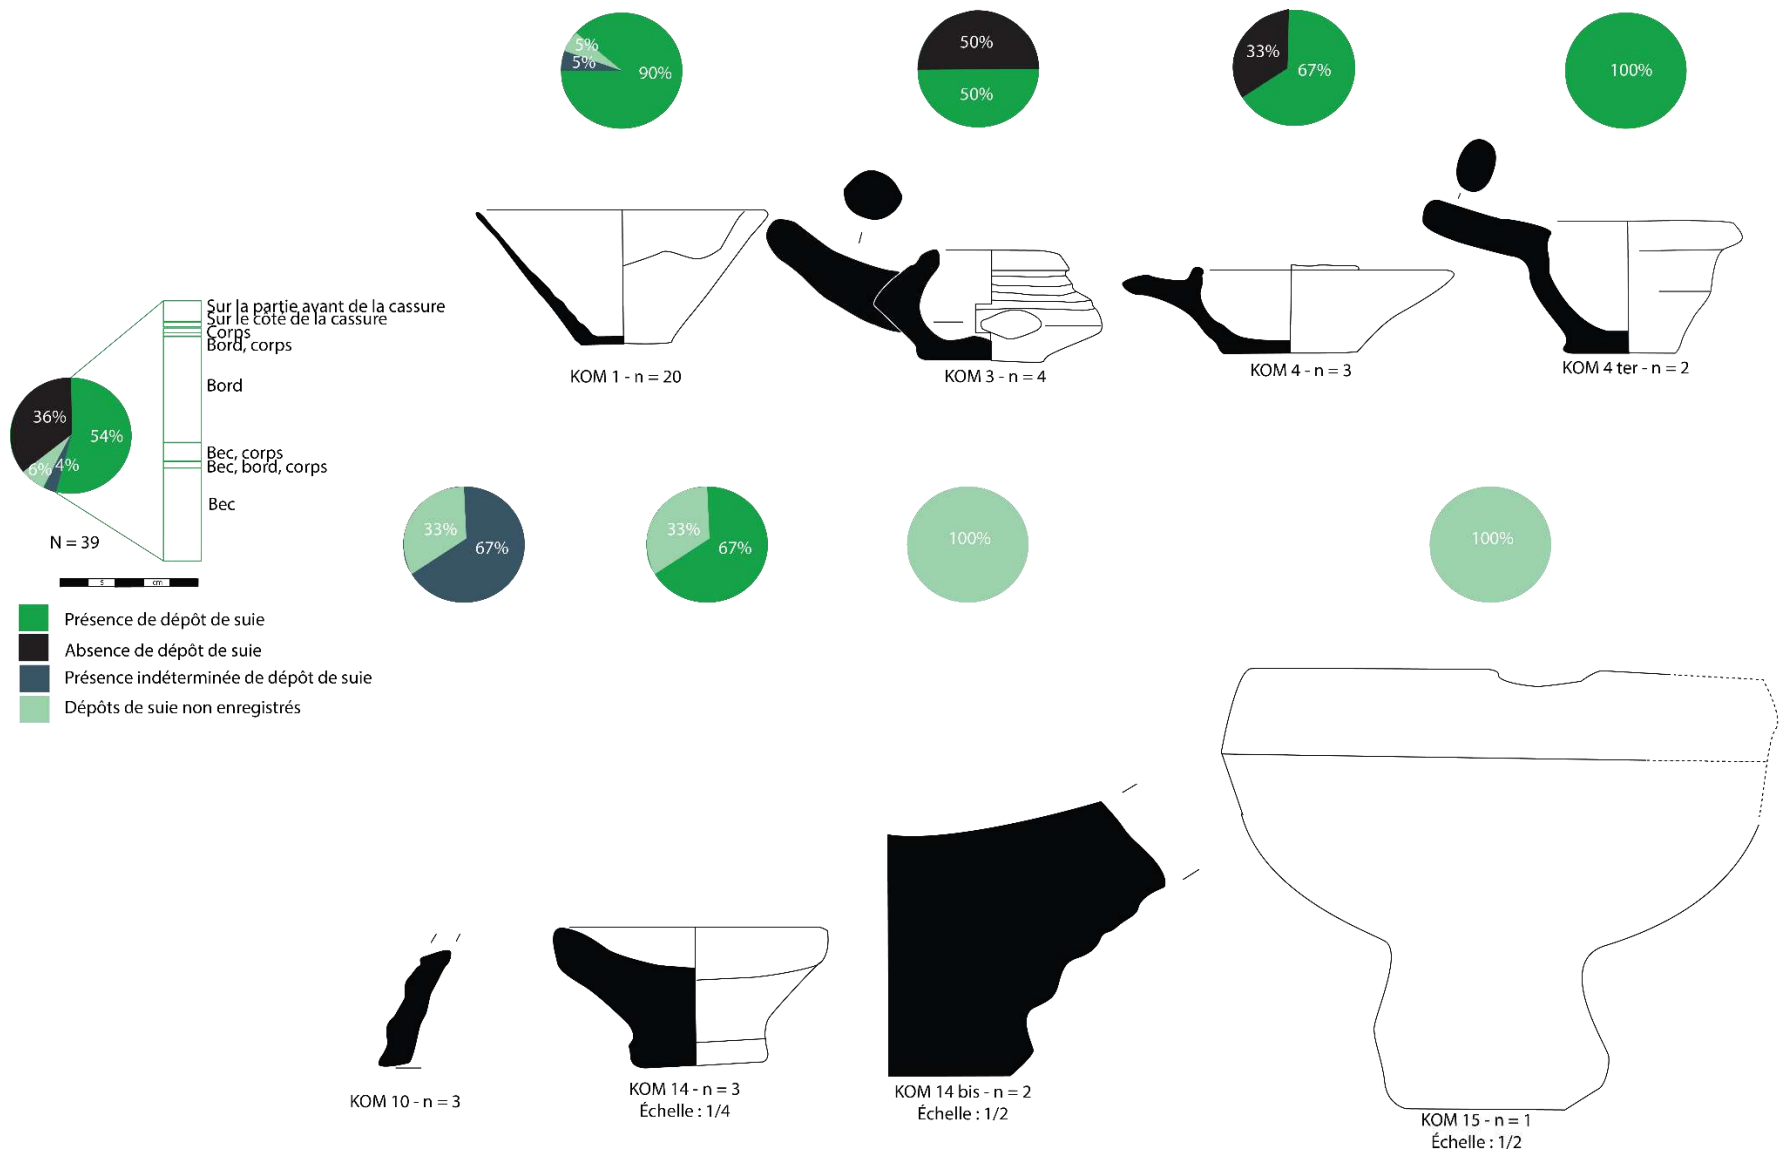 5%
5%
90%
50%
50%
33%
67%
100%
KOM 1 - n = 20
KOM 3 - n = 4
KOM 4 - n = 3
KOM 4 ter - n = 2
Sur la partie avant de la cassure
Sur le côté de la cassure
Corps
Bord, corps
Bord
Bec, corps
Bec, bord, corps
Bec
36%
54%
6%
4%
N = 39
5 cm
Présence de dépôt de suie
Absence de dépôt de suie
Présence indéterminée de dépôt de suie
Dépôts de suie non enregistrés
33%
67%
33%
67%
100%
100%
KOM 10 - n = 3
KOM 14 - n = 3
Échelle : 1/4
KOM 14 bis - n = 2
Échelle : 1/2
KOM 15 - n = 1
Échelle : 1/2